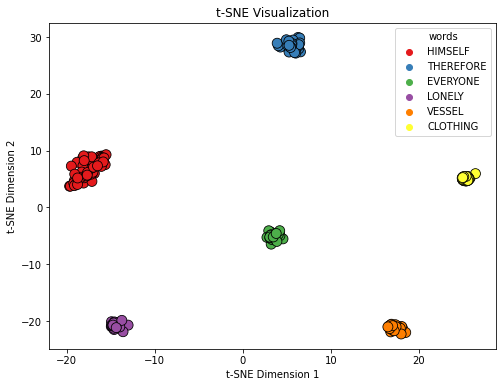 t-SNE Visualization
words
HIMSELF
THEREFORE
EVERYONE
LONELY
VESSEL
CLOTHING
30
20
10
0
−10
−20
t-SNE Dimension 2
−20 −10 0 10 20
t-SNE Dimension 1